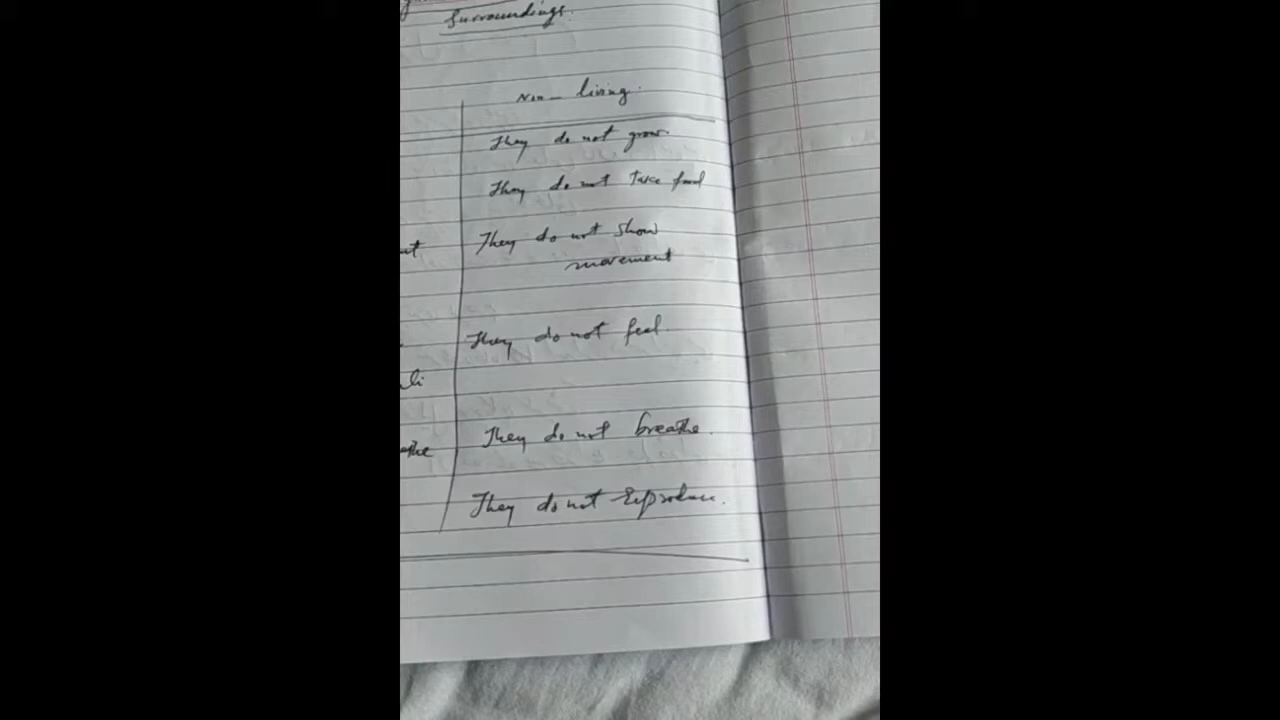 Surroundings.
Non-living.
They do not grow.
They do not take food
They do not show
movement
They do not feel.
They do not breathe.
They do not reproduce.